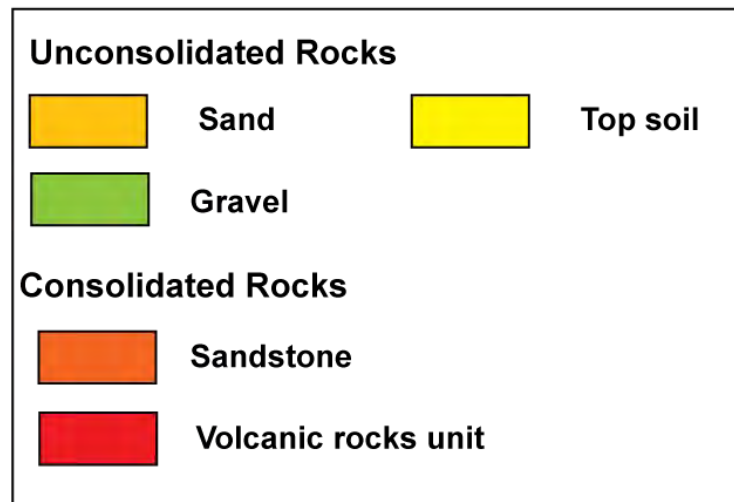 Unconsolidated Rocks
Sand Top soil
Gravel
Consolidated Rocks
Sandstone
Volcanic rocks unit